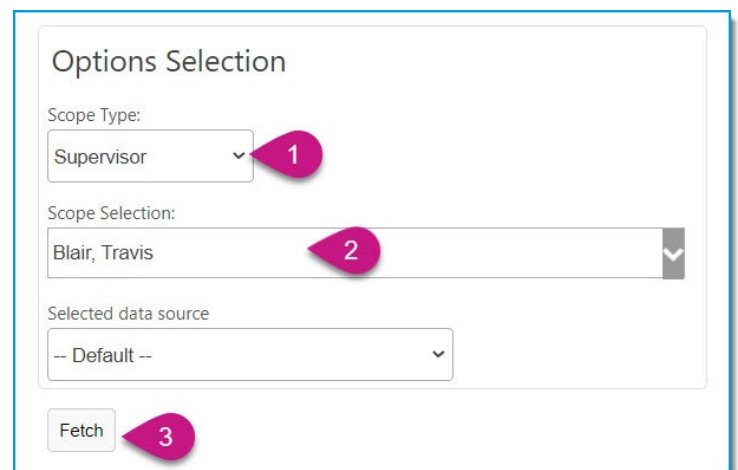 Options Selection
Scope Type:
Supervisor
1
Scope Selection:
Blair, Travis
2
Selected data source
-- Default --
Fetch
3